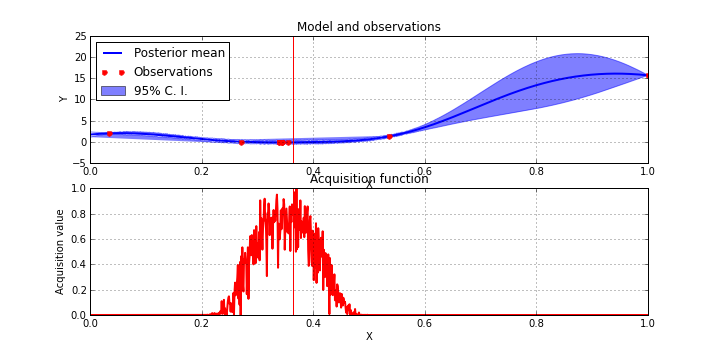 Model and observations
25
20
15
10
5
0
−5
Y
Posterior mean
Observations
95% C. I.
0.0 0.2 0.4 0.6 0.8 1.0
X
Acquisition function
1.0
0.8
0.6
0.4
0.2
0.0
Acquisition value
0.0 0.2 0.4 0.6 0.8 1.0
X